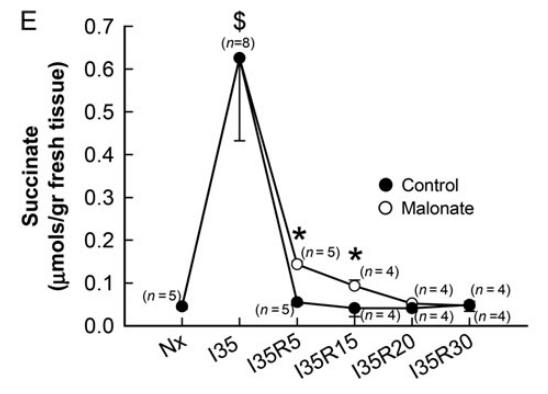 E
Succinate
(µmols/gr fresh tissue)
0.7
0.6
0.5
0.4
0.3
0.2
0.1
0.0
$
(n=8)
Control
Malonate
*
(n=5)
*
(n=4)
(n=5)
(n=5)
(n=4)
(n=4)
(n=4)
(n=4)
(n=4)
Nx
I35
I35R5
I35R15
I35R20
I35R30